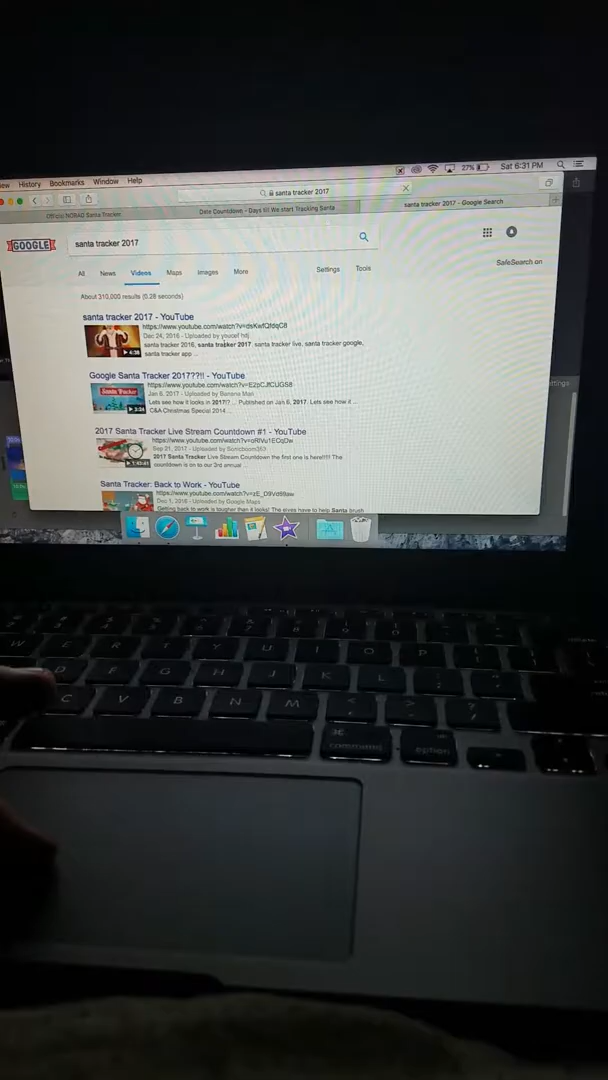 History Bookmarks Window Help 27% Sat 6:31 PM
santa tracker 2017
Official NORAD Santa Tracker Date Countdown - Days till We start Tracking Santa santa tracker 2017 - Google Search
GOOGLE santa tracker 2017
SafeSearch on
All News Videos Maps Images More Settings Tools
About 310,000 results (0.28 seconds)
santa tracker 2017 - YouTube
Dec 24, 2016 - Uploaded by
santa tracker 2016, santa tracker 2017, santa tracker live, santa tracker google,
santa tracker app ...
4:38
Google Santa Tracker 2017??!! - YouTube
Jan 6, 2017 - Uploaded by Banana Man
Lets see how it looks in 2017!? ... Published on Jan 6, 2017. Lets see how it ...
C&A Christmas Special 2014 ...
Santa Tracker
2017 Santa Tracker Live Stream Countdown #1 - YouTube
Sep 21, 2017 - Uploaded by Sonicboom353
2017 Santa Tracker Live Stream Countdown the first one is here!!!!! The
countdown is on to our 3rd annual ...
Santa Tracker: Back to Work - YouTube
Dec 1, 2016 - Uploaded by Google Maps
Getting back to work is tougher than it looks! The elves have to help Santa brush
W E R T Y U I O P
D F G H J K L
C V B N M < > ?
command option